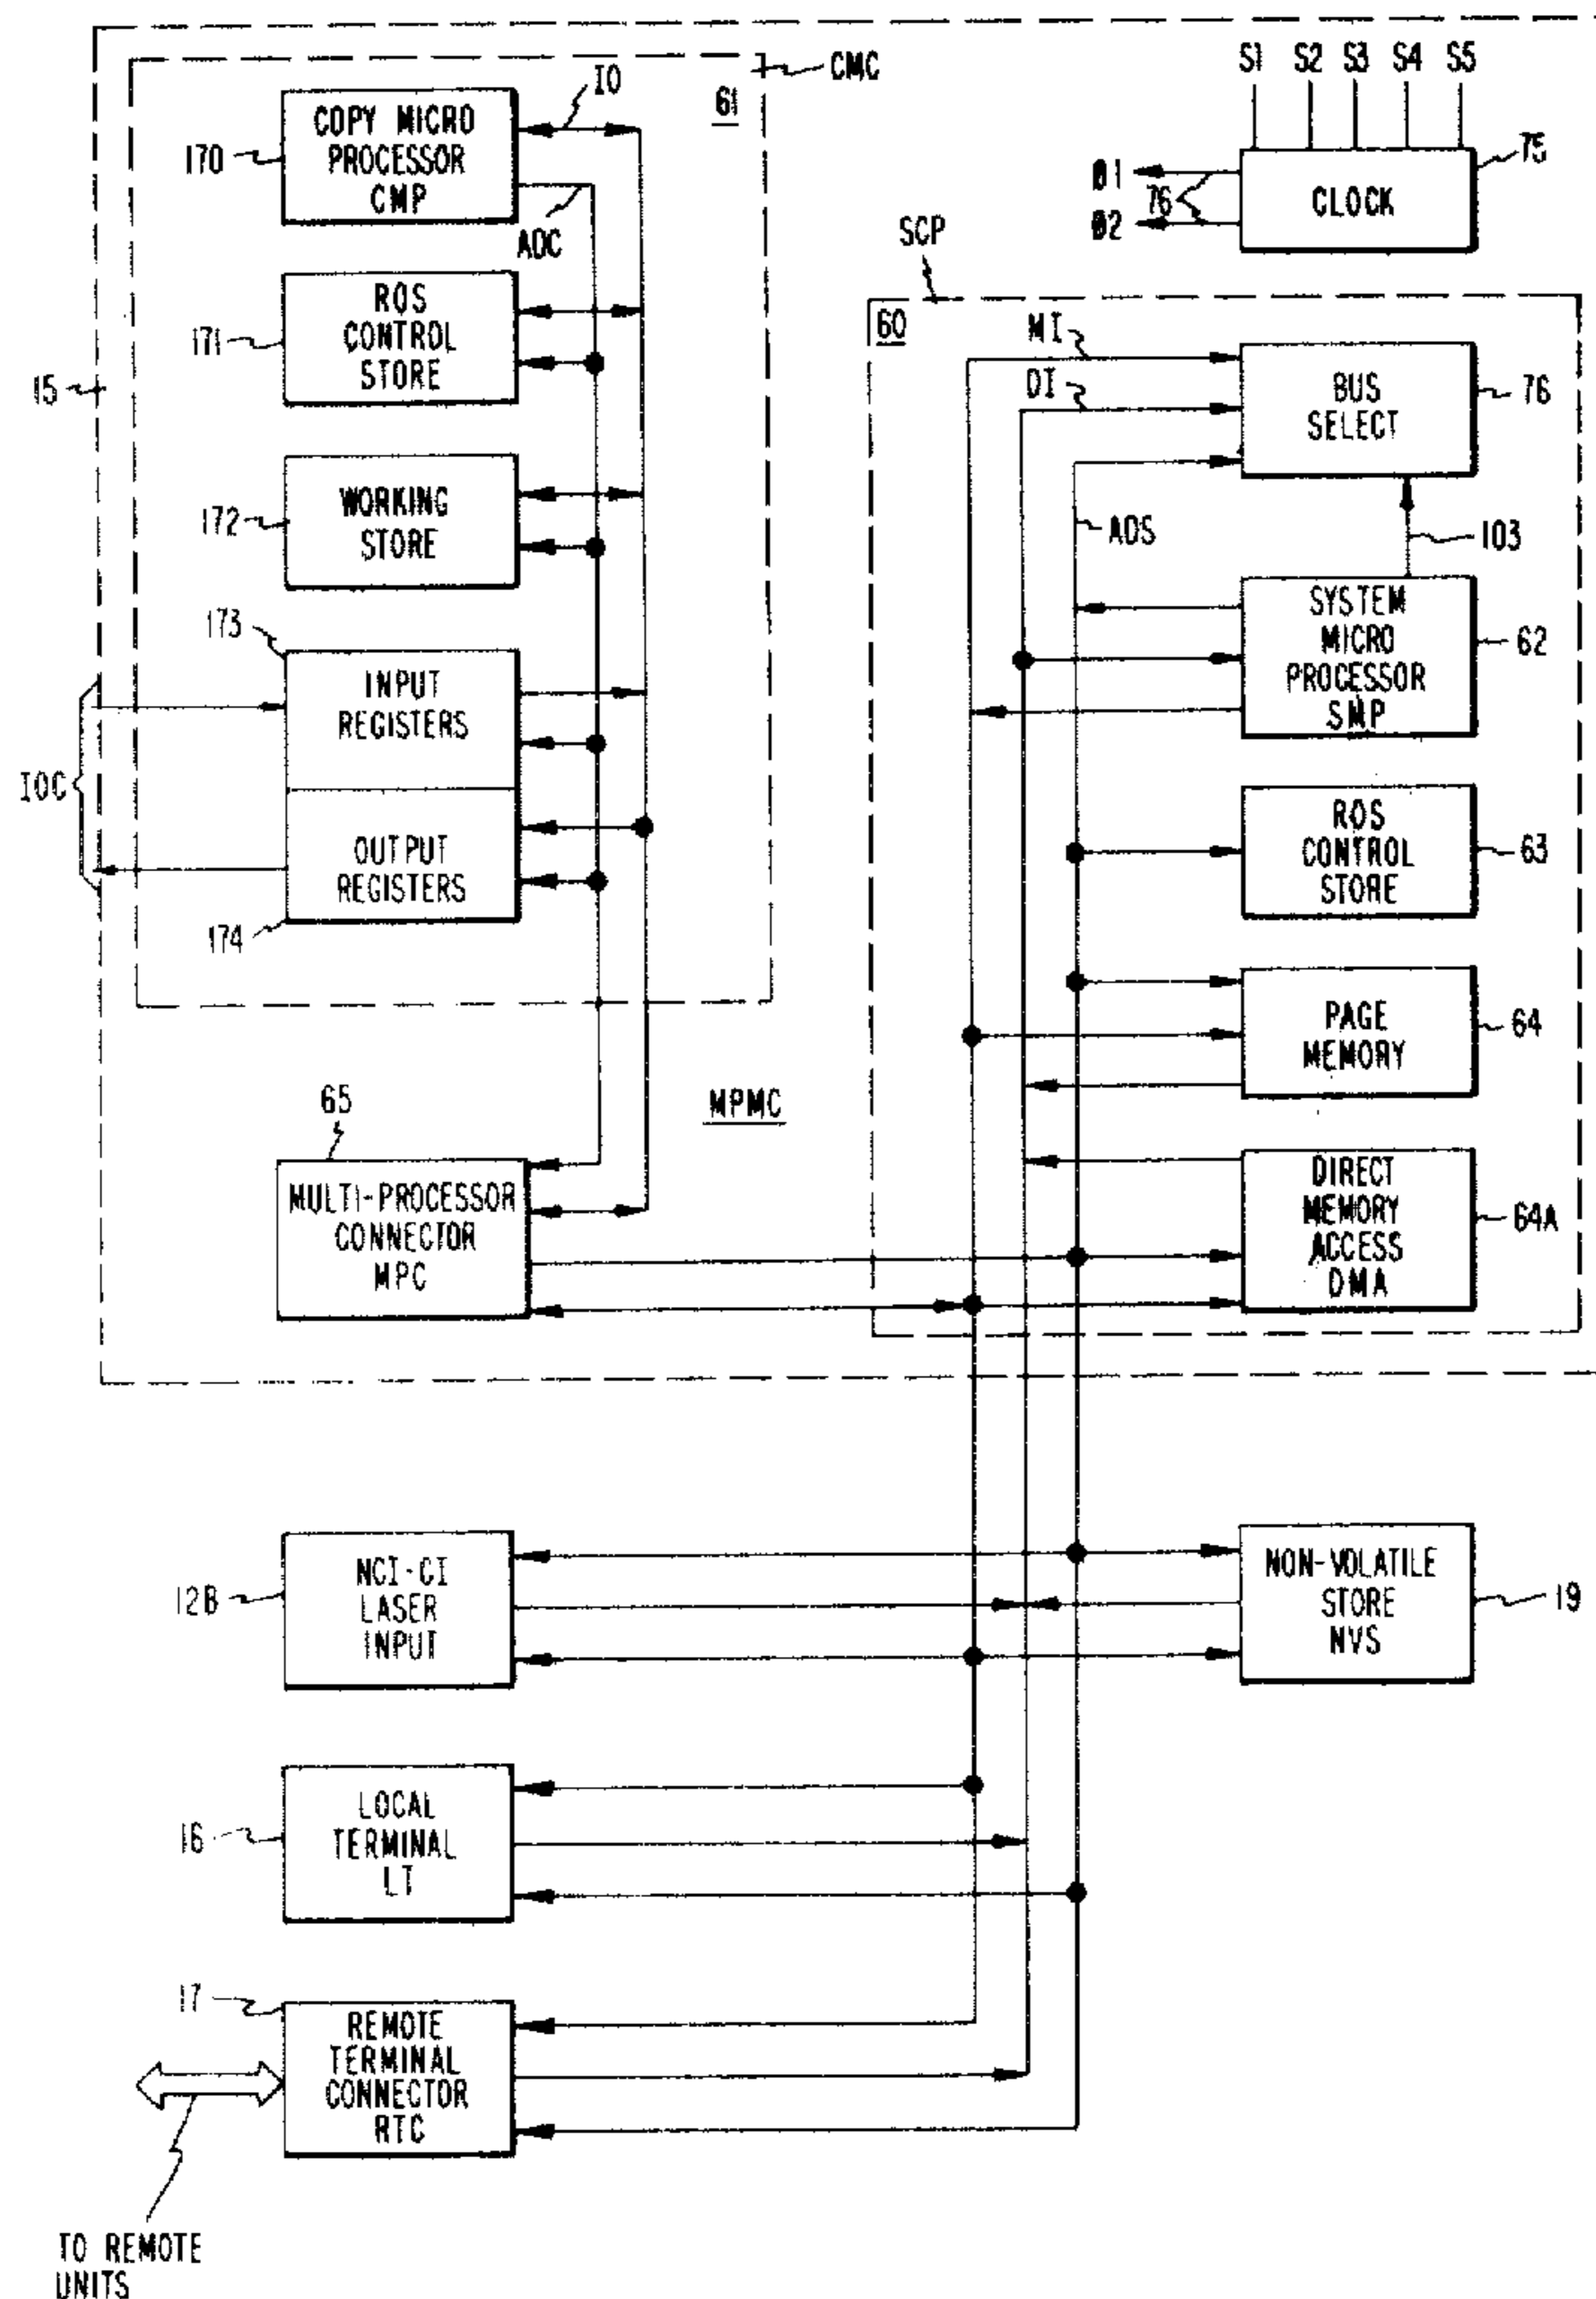 CMC
61
IO
COPY MICRO
PROCESSOR
CMP
170
ADC
ROS
CONTROL
STORE
171
15
WORKING
STORE
172
173
INPUT
REGISTERS
IOC
OUTPUT
REGISTERS
174
65
MULTI-PROCESSOR
CONNECTOR
MPC
MPMC
S1 S2 S3 S4 S5
CLOCK
75
Ø1
76
Ø2
SCP
60
MI
DI
BUS
SELECT
76
ADS
103
SYSTEM
MICRO
PROCESSOR
SMP
62
ROS
CONTROL
STORE
63
PAGE
MEMORY
64
DIRECT
MEMORY
ACCESS
DMA
64A
NCI-CI
LASER
INPUT
12B
NON-VOLATILE
STORE
NVS
19
LOCAL
TERMINAL
LT
16
17
REMOTE
TERMINAL
CONNECTOR
RTC
TO REMOTE
UNITS